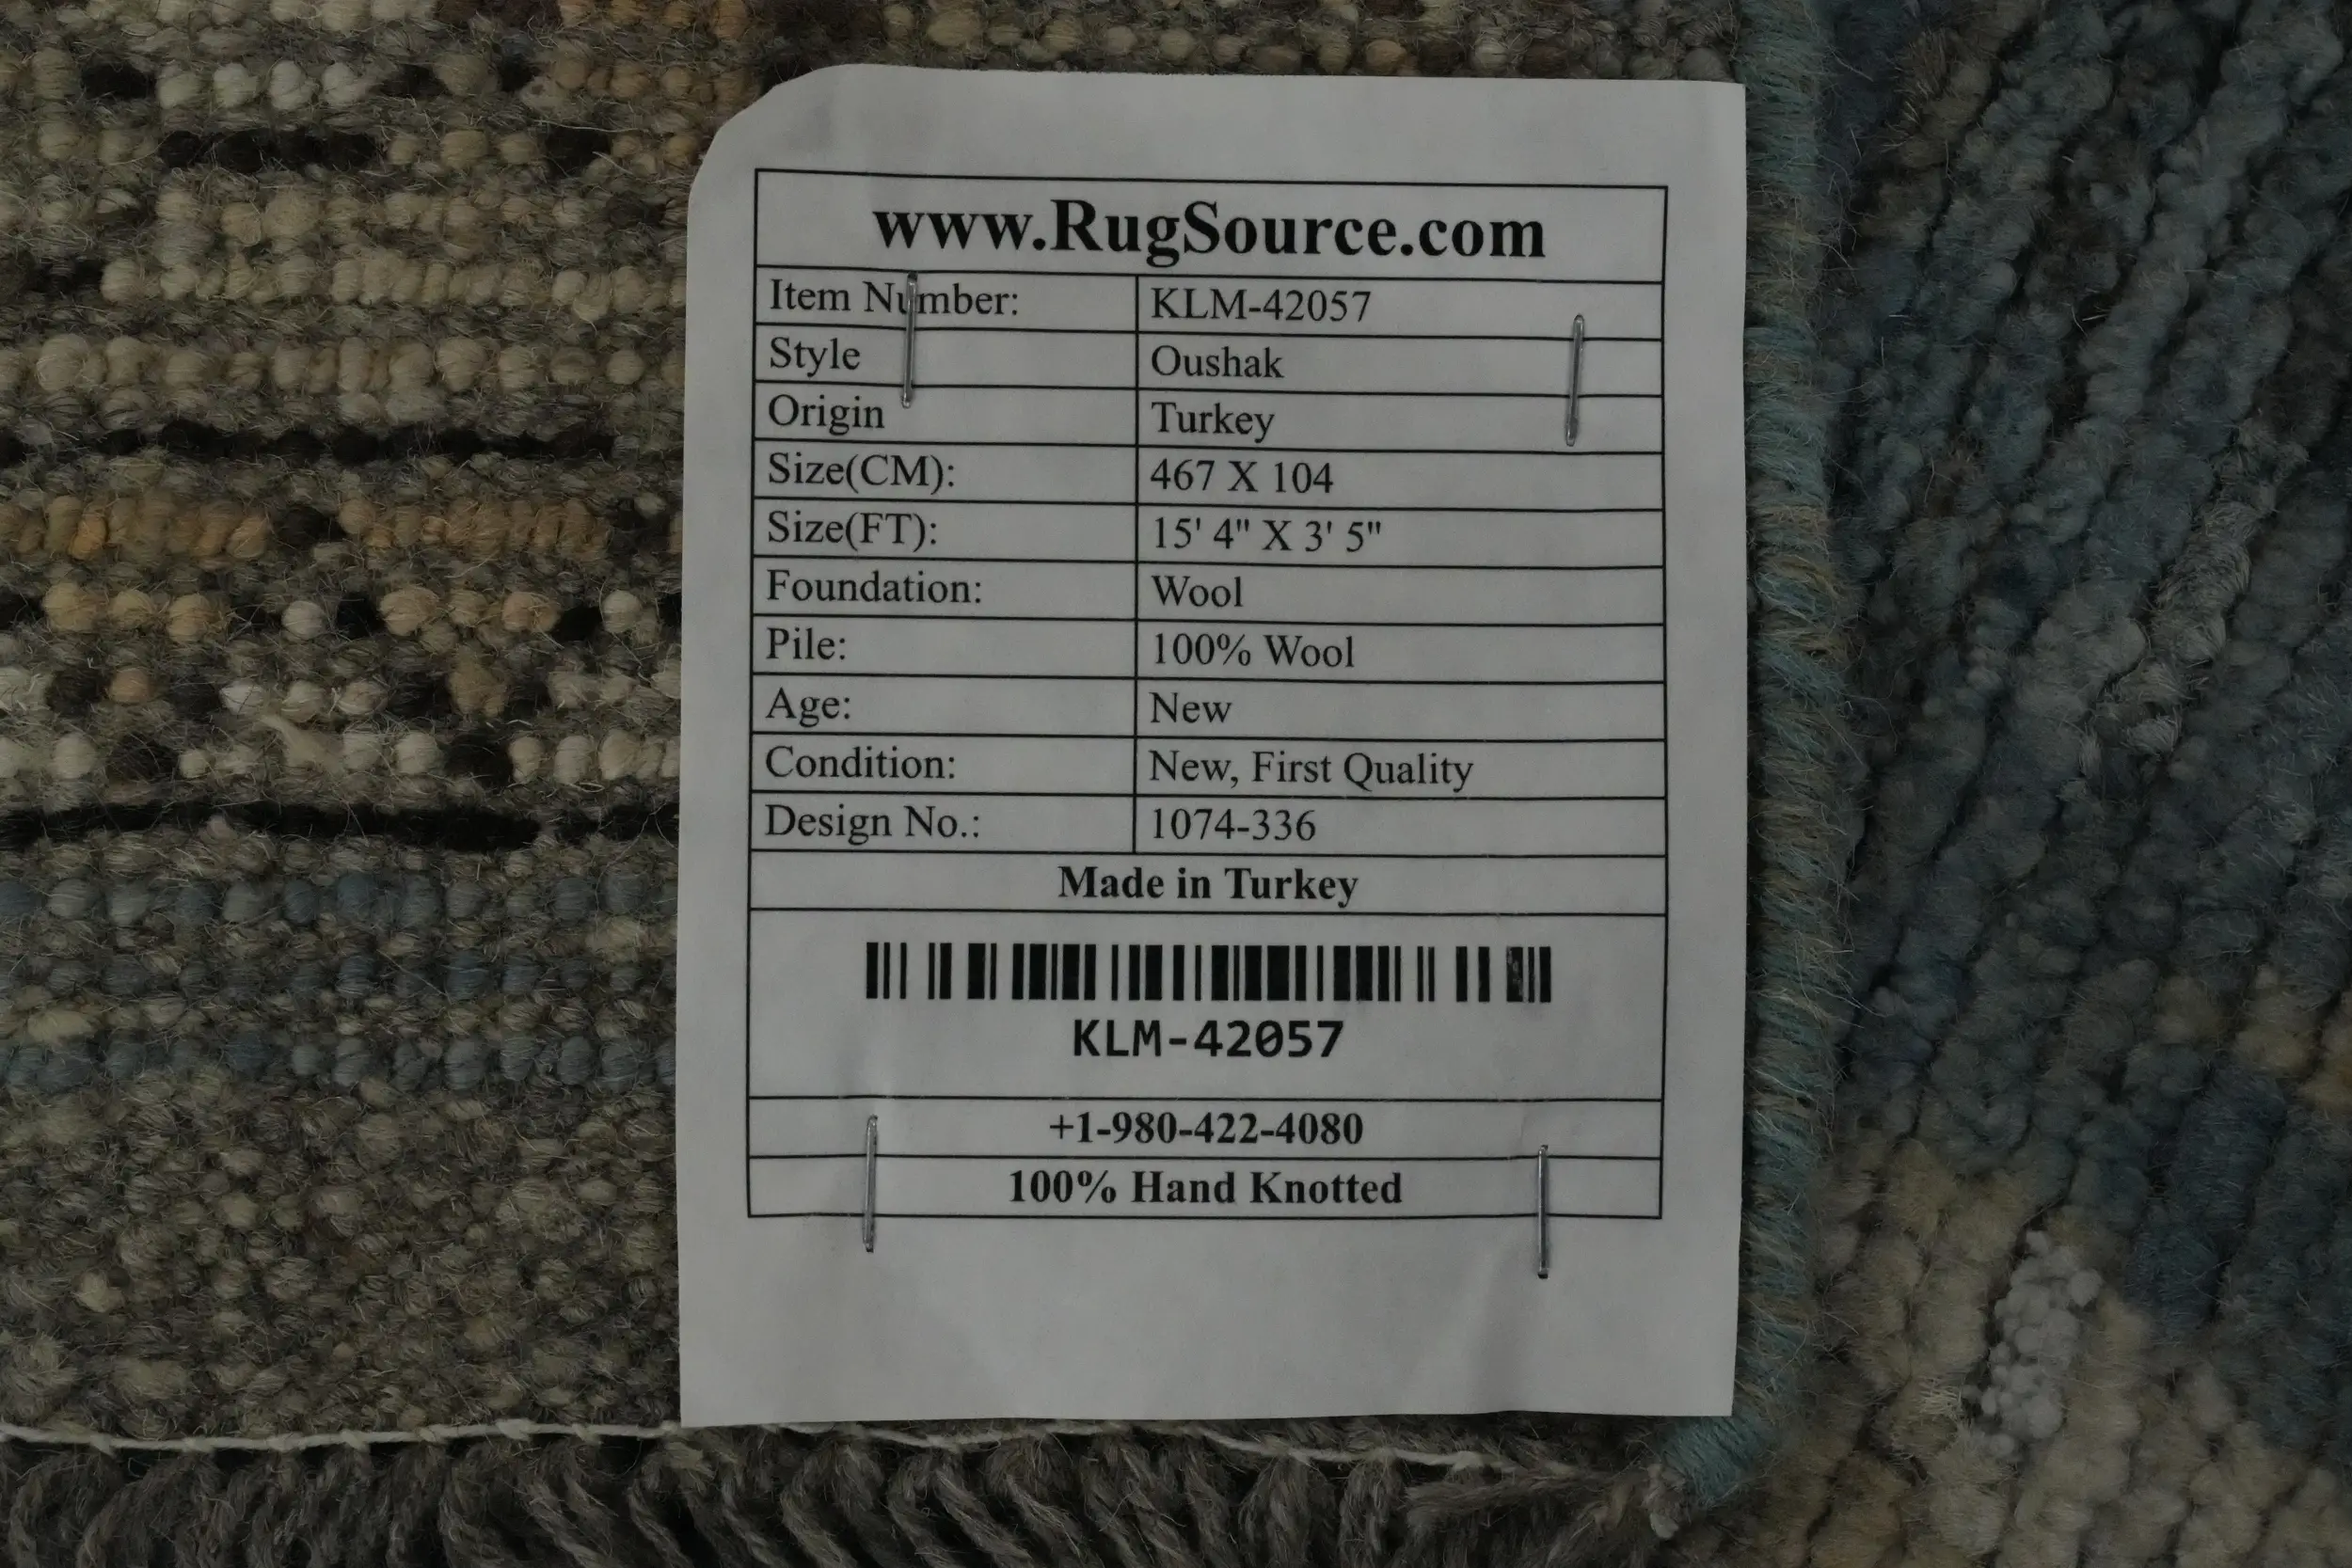 www.RugSource.com
Item Number: KLM-42057
Style Oushak
Origin Turkey
Size(CM): 467 X 104
Size(FT): 15' 4" X 3' 5"
Foundation: Wool
Pile: 100% Wool
Age: New
Condition: New, First Quality
Design No.: 1074-336
Made in Turkey
KLM-42057
+1-980-422-4080
100% Hand Knotted